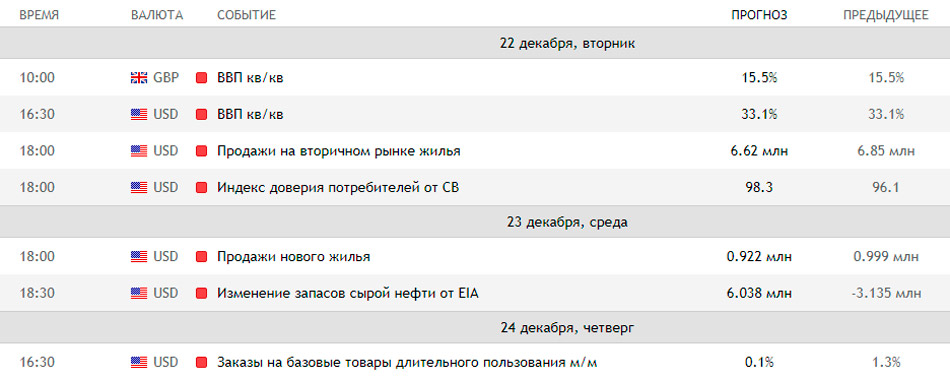 ВРЕМЯ ВАЛЮТА СОБЫТИЕ ПРОГНОЗ ПРЕДЫДУЩЕЕ
22 декабря, вторник
10:00 GBP ВВП кв/кв 15.5% 15.5%
16:30 USD ВВП кв/кв 33.1% 33.1%
18:00 USD Продажи на вторичном рынке жилья 6.62 млн 6.85 млн
18:00 USD Индекс доверия потребителей от CB 98.3 96.1
23 декабря, среда
18:00 USD Продажи нового жилья 0.922 млн 0.999 млн
18:30 USD Изменение запасов сырой нефти от EIA 6.038 млн -3.135 млн
24 декабря, четверг
16:30 USD Заказы на базовые товары длительного пользования м/м 0.1% 1.3%